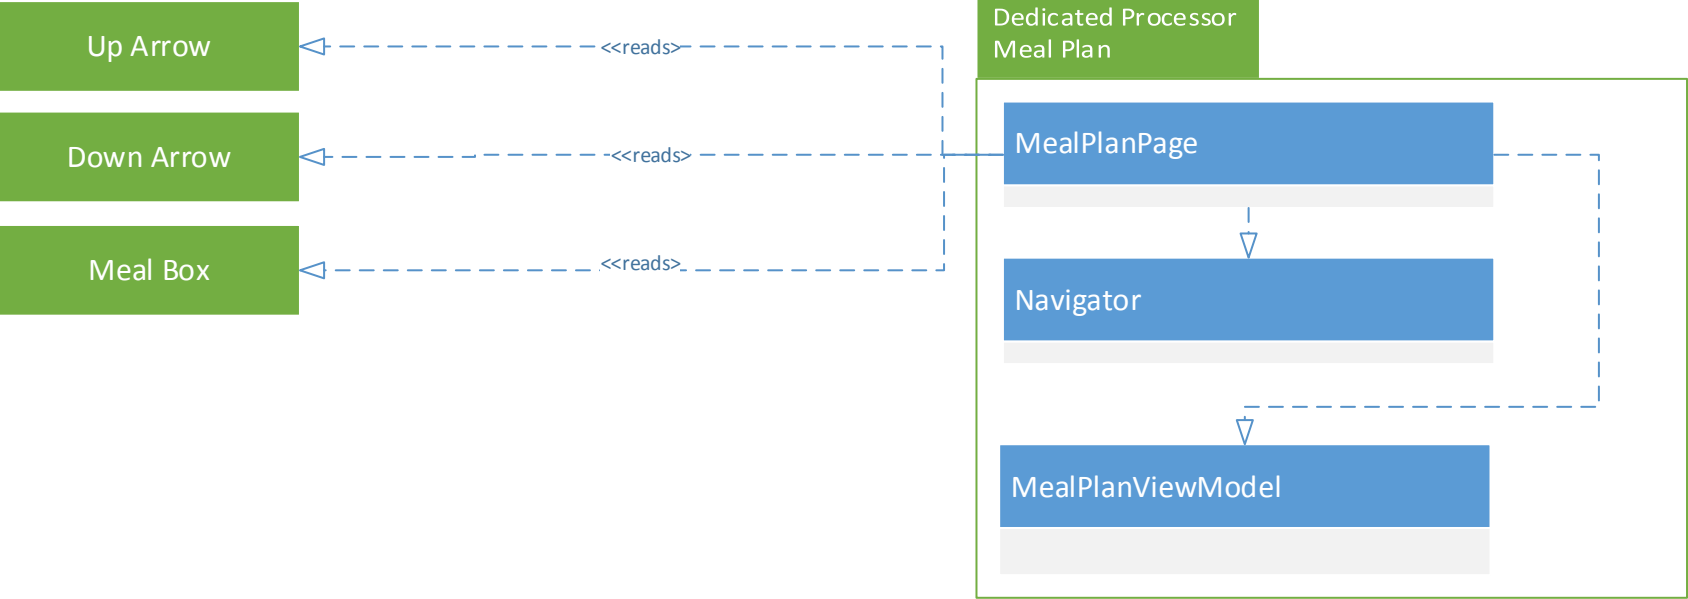 Up Arrow
<<reads>
Dedicated Processor
Meal Plan
Down Arrow
<<reads>
MealPlanPage
Meal Box
<<reads>
Navigator
MealPlanViewModel